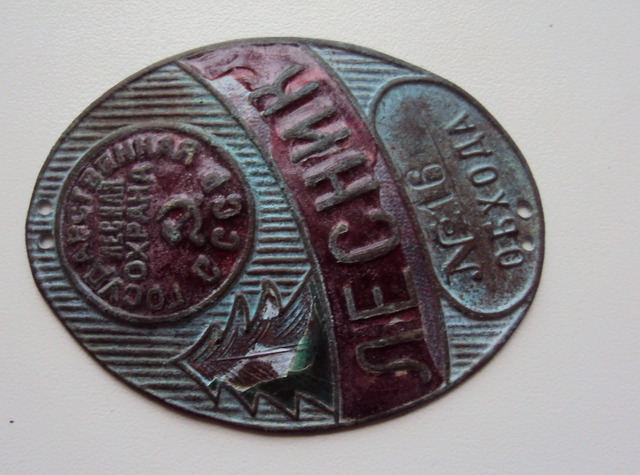 ГОСУДАРСТВЕННАЯ
ЛЕСНАЯ
ОХРАНА
СССР
ЛЕСНИК
№ 16
ОБХОДА